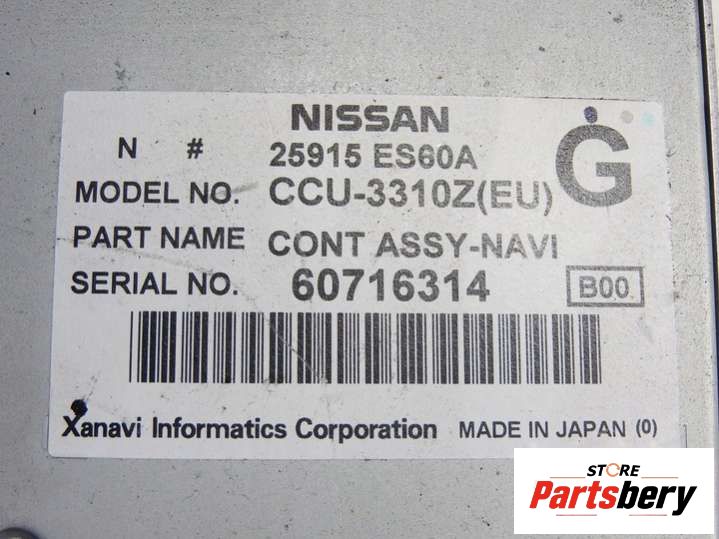 NISSAN
N # 25915 ES60A G
MODEL NO. CCU-3310Z(EU)
PART NAME CONT ASSY-NAVI
SERIAL NO. 60716314 B00
Xanavi Informatics Corporation MADE IN JAPAN (0)
STORE
Partsbery